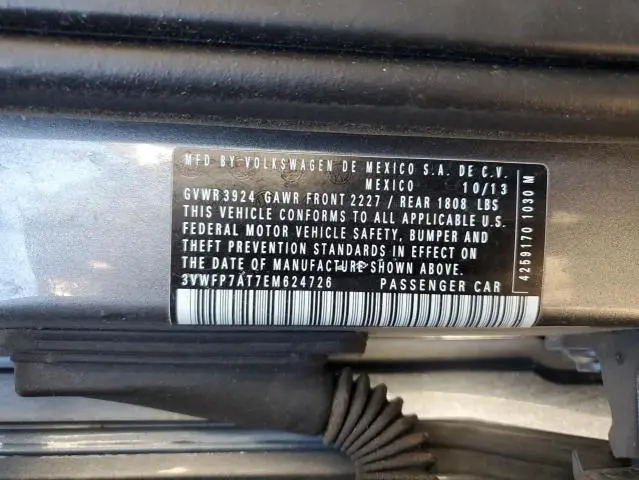 MFD BY VOLKSWAGEN DE MEXICO S.A. DE C.V.
MEXICO 10/13
GVWR 3924 GAWR FRONT 2227 / REAR 1808 LBS
THIS VEHICLE CONFORMS TO ALL APPLICABLE U.S.
FEDERAL MOTOR VEHICLE SAFETY, BUMPER AND
THEFT PREVENTION STANDARDS IN EFFECT ON
THE DATE OF MANUFACTURE SHOWN ABOVE.
3VWFP7AT7EM624726 PASSENGER CAR
4259170 1030 M